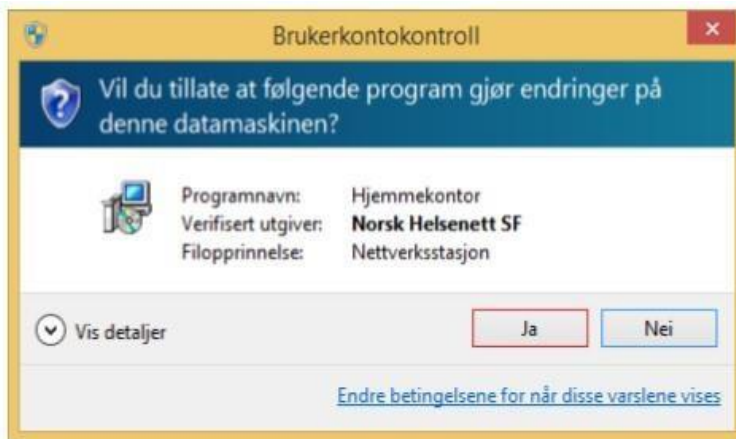 Brukerkontokontroll
Vil du tillate at følgende program gjør endringer på
denne datamaskinen?
Programnavn: Hjemmekontor
Verifisert utgiver: Norsk Helsenett SF
Filopprinnelse: Nettverksstasjon
Vis detaljer
Ja
Nei
Endre betingelsene for når disse varslene vises